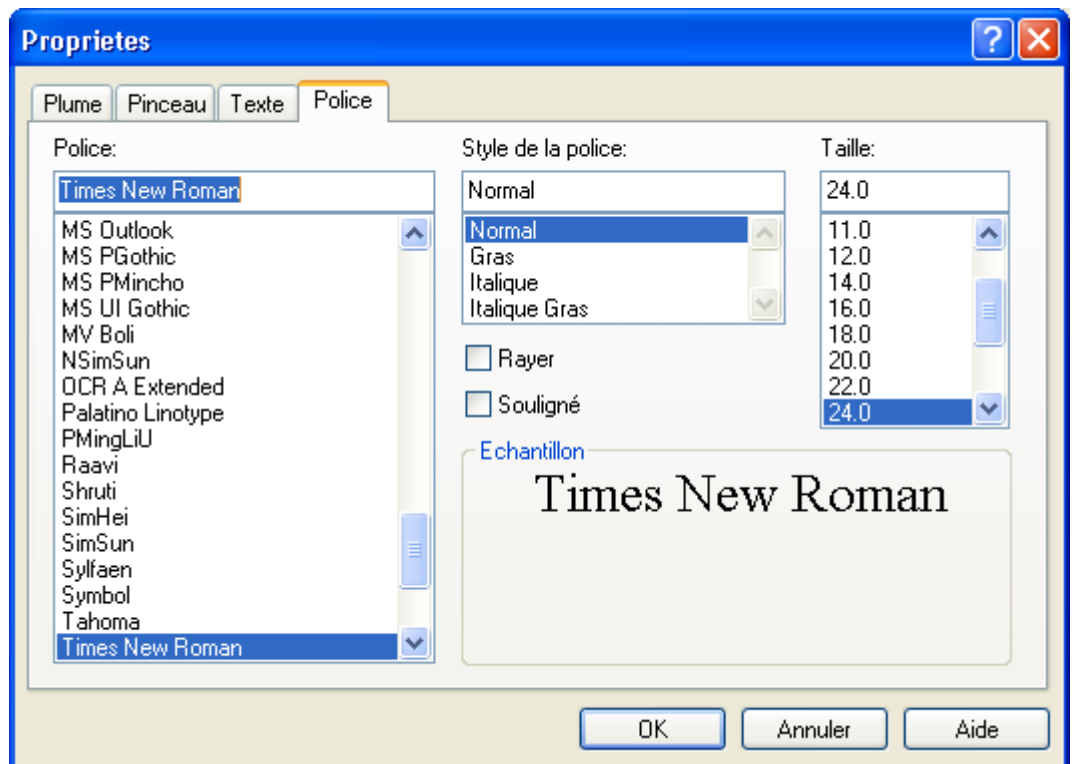 Proprietes
Plume Pinceau Texte Police
Police:
Times New Roman
MS Outlook
MS PGothic
MS PMincho
MS UI Gothic
MV Boli
NSimSun
OCR A Extended
Palatino Linotype
PMingLiU
Raavi
Shruti
SimHei
SimSun
Sylfaen
Symbol
Tahoma
Times New Roman
Style de la police:
Normal
Normal
Gras
Italique
Italique Gras
Rayer
Souligné
Taille:
24.0
11.0
12.0
14.0
16.0
18.0
20.0
22.0
24.0
Echantillon
Times New Roman
OK Annuler Aide